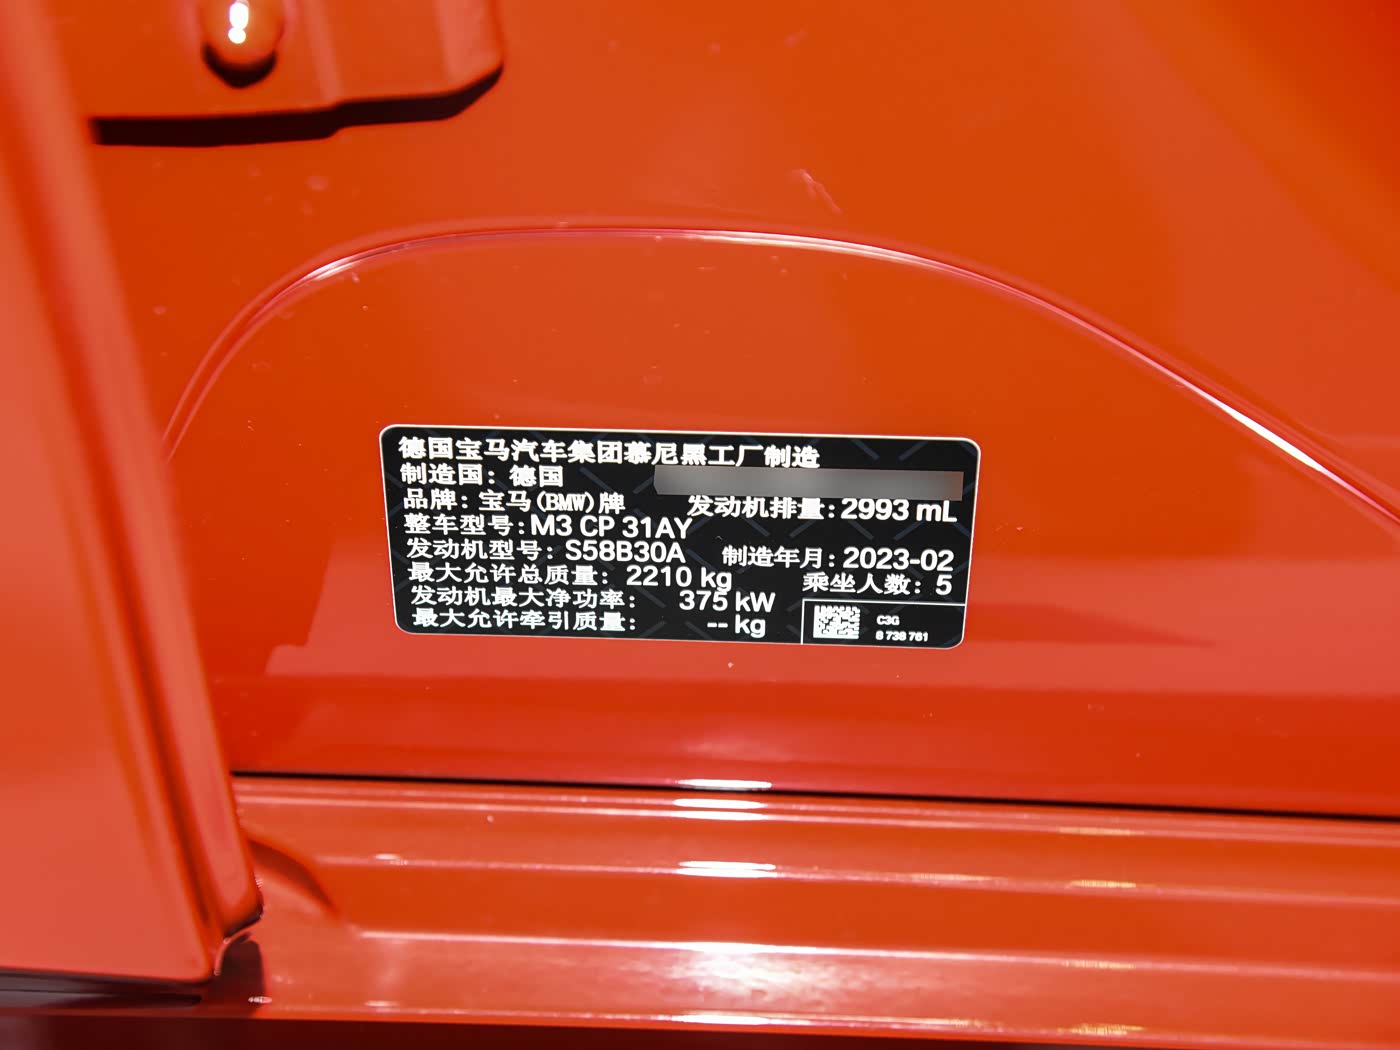 德国宝马汽车集团慕尼黑工厂制造
制造国：德国
品牌：宝马(BMW)牌 发动机排量：2993 mL
整车型号：M3 CP 31AY
发动机型号：S58B30A 制造年月：2023-02
最大允许总质量：2210 kg 乘坐人数：5
发动机最大净功率：375 kW
最大允许牵引质量：-- kg
C3G
8 736 761